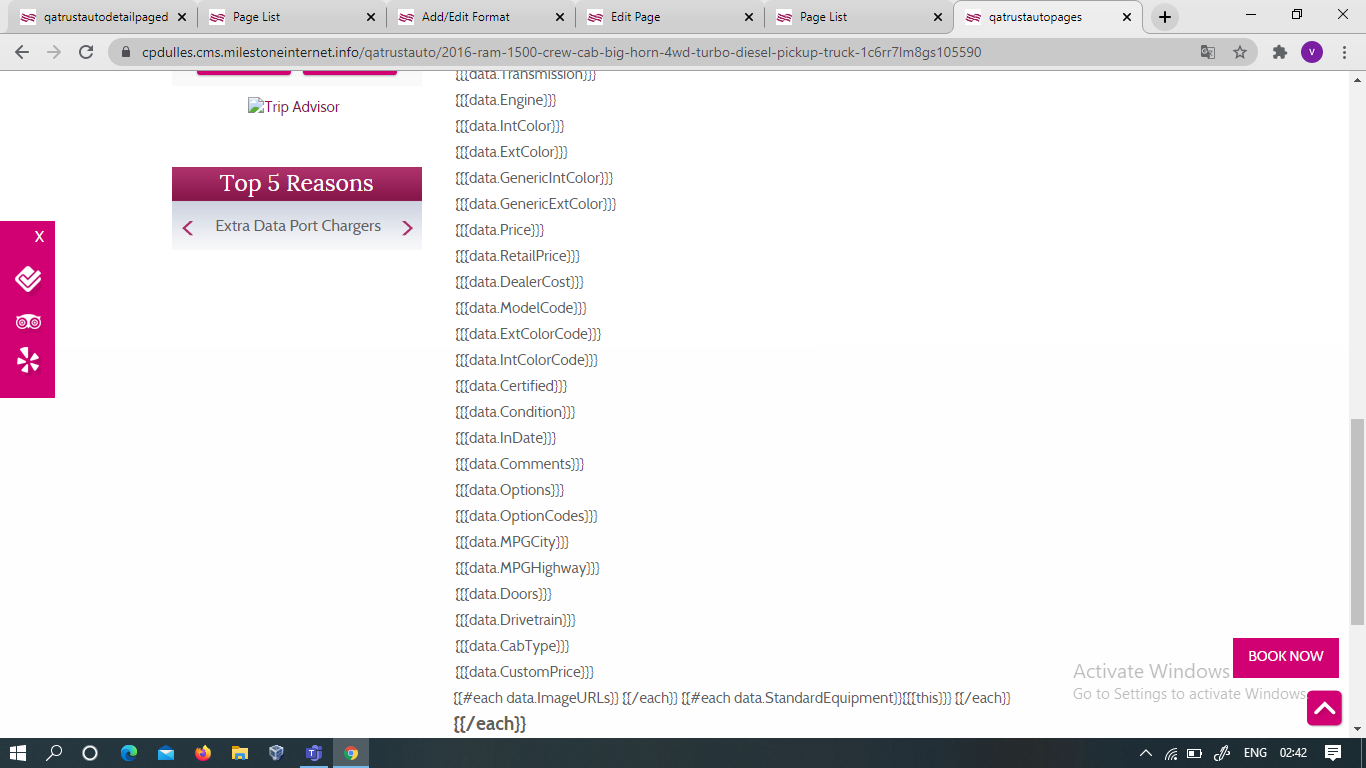 qatrustautodetailpaged
Page List
Add/Edit Format
Edit Page
Page List
qatrustautopages
cpdulles.cms.milestoneinternet.info/qatrustauto/2016-ram-1500-crew-cab-big-horn-4wd-turbo-diesel-pickup-truck-1c6rr7lm8gs105590
V
{{{data.Transmission}}}
Trip Advisor
{{{data.Engine}}}
{{{data.IntColor}}}
{{{data.ExtColor}}}
Top 5 Reasons
{{{data.GenericIntColor}}}
{{{data.GenericExtColor}}}
Extra Data Port Chargers
{{{data.Price}}}
X
{{{data.RetailPrice}}}
{{{data.DealerCost}}}
{{{data.ModelCode}}}
{{{data.ExtColorCode}}}
{{{data.IntColorCode}}}
{{{data.Certified}}}
{{{data.Condition}}}
{{{data.InDate}}}
{{{data.Comments}}}
{{{data.Options}}}
{{{data.OptionCodes}}}
{{{data.MPGCity}}}
{{{data.MPGHighway}}}
{{{data.Doors}}}
{{{data.Drivetrain}}}
{{{data.CabType}}}
{{{data.CustomPrice}}}
{{#each data.ImageURLs}} {{/each}} {{#each data.StandardEquipment}}{{{this}}} {{/each}}
{{/each}}
BOOK NOW
Activate Windows
Go to Settings to activate Windows.
ENG
02:42